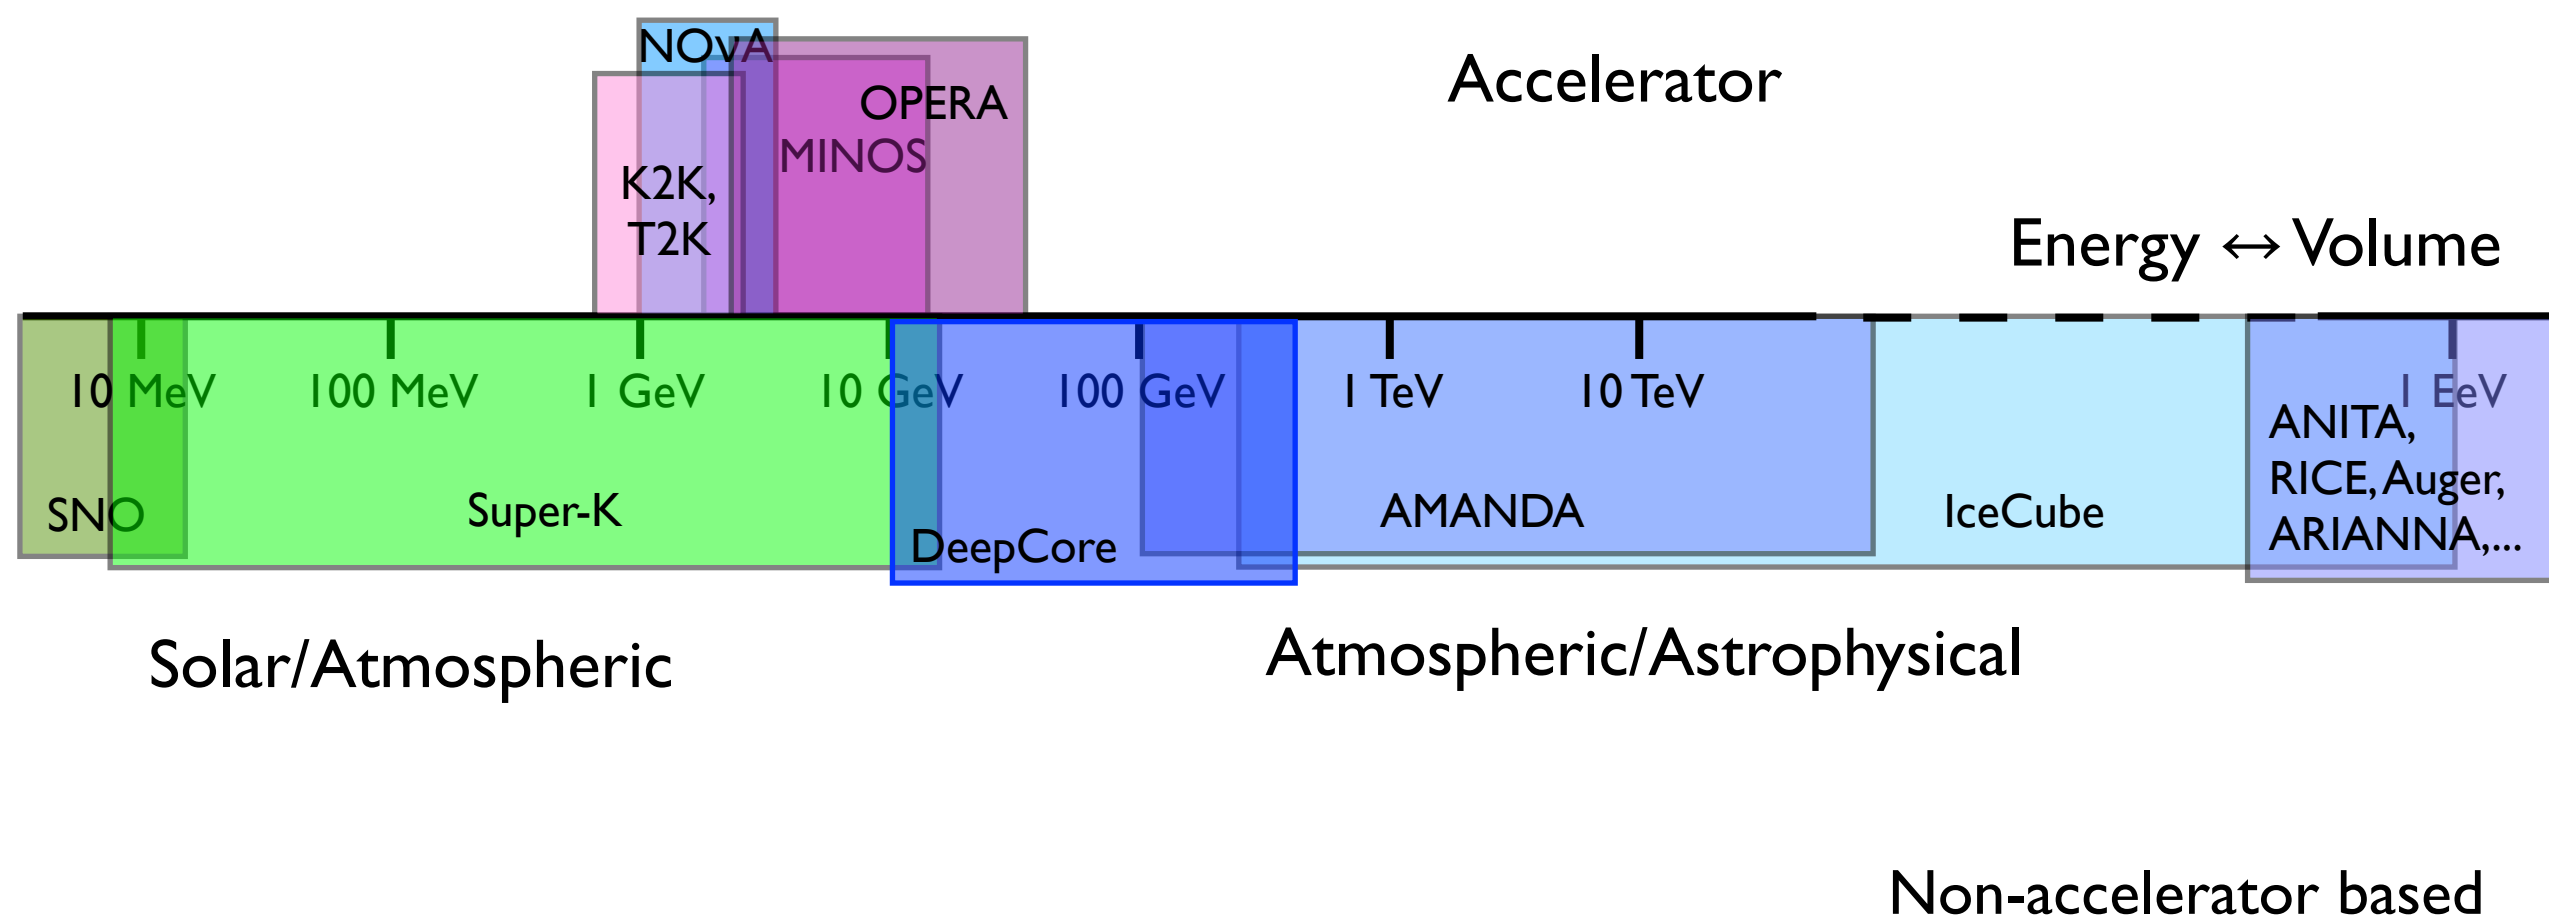 NOνA
Accelerator
OPERA
MINOS
K2K,
T2K
Energy ↔ Volume
10 MeV
100 MeV
1 GeV
10 GeV
100 GeV
1 TeV
10 TeV
1 EeV
ANITA,
RICE, Auger,
ARIANNA,...
SNO
Super-K
DeepCore
AMANDA
IceCube
Solar/Atmospheric
Atmospheric/Astrophysical
Non-accelerator based